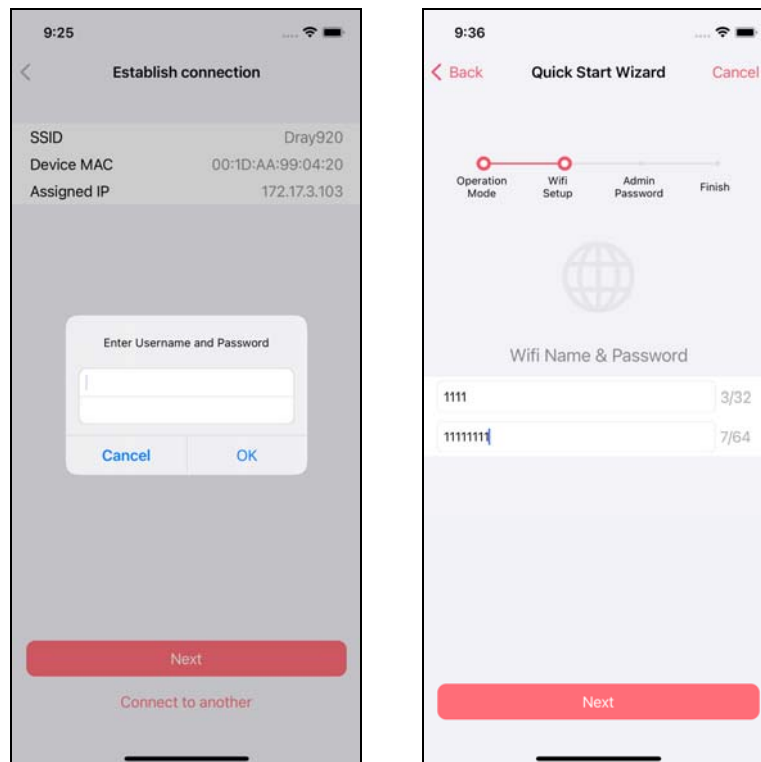 9:25
Establish connection
SSID Dray920
Device MAC 00:1D:AA:99:04:20
Assigned IP 172.17.3.103
Enter Username and Password
Cancel OK
Next
Connect to another
9:36
Back Quick Start Wizard Cancel
Operation Mode
Wifi Setup
Admin Password
Finish
Wifi Name & Password
1111 3/32
11111111 7/64
Next